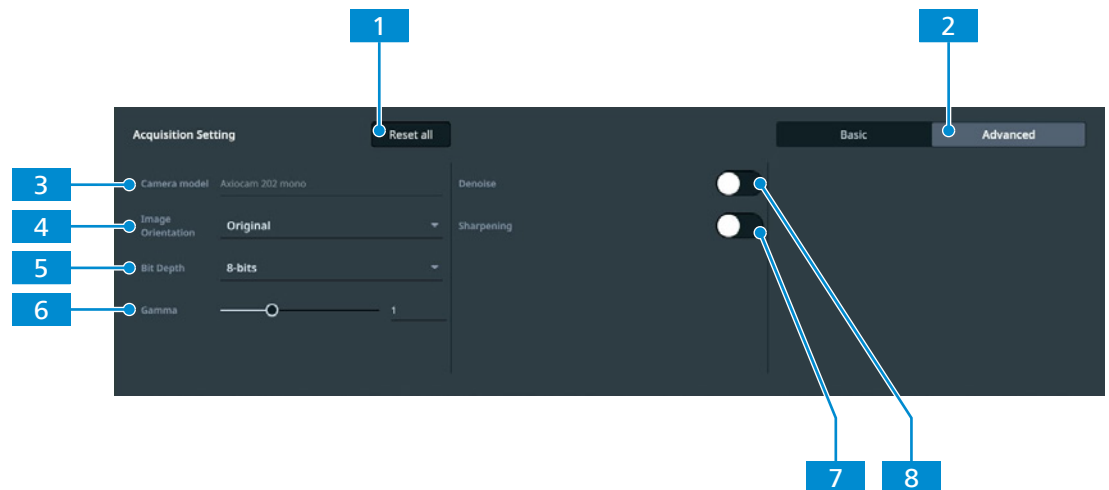 1
2
Acquisition Setting
Reset all
Basic
Advanced
3
Camera model
Axiocam 202 mono
Denoise
4
Image
Orientation
Original
Sharpening
5
Bit Depth
8-bits
6
Gamma
1
7
8